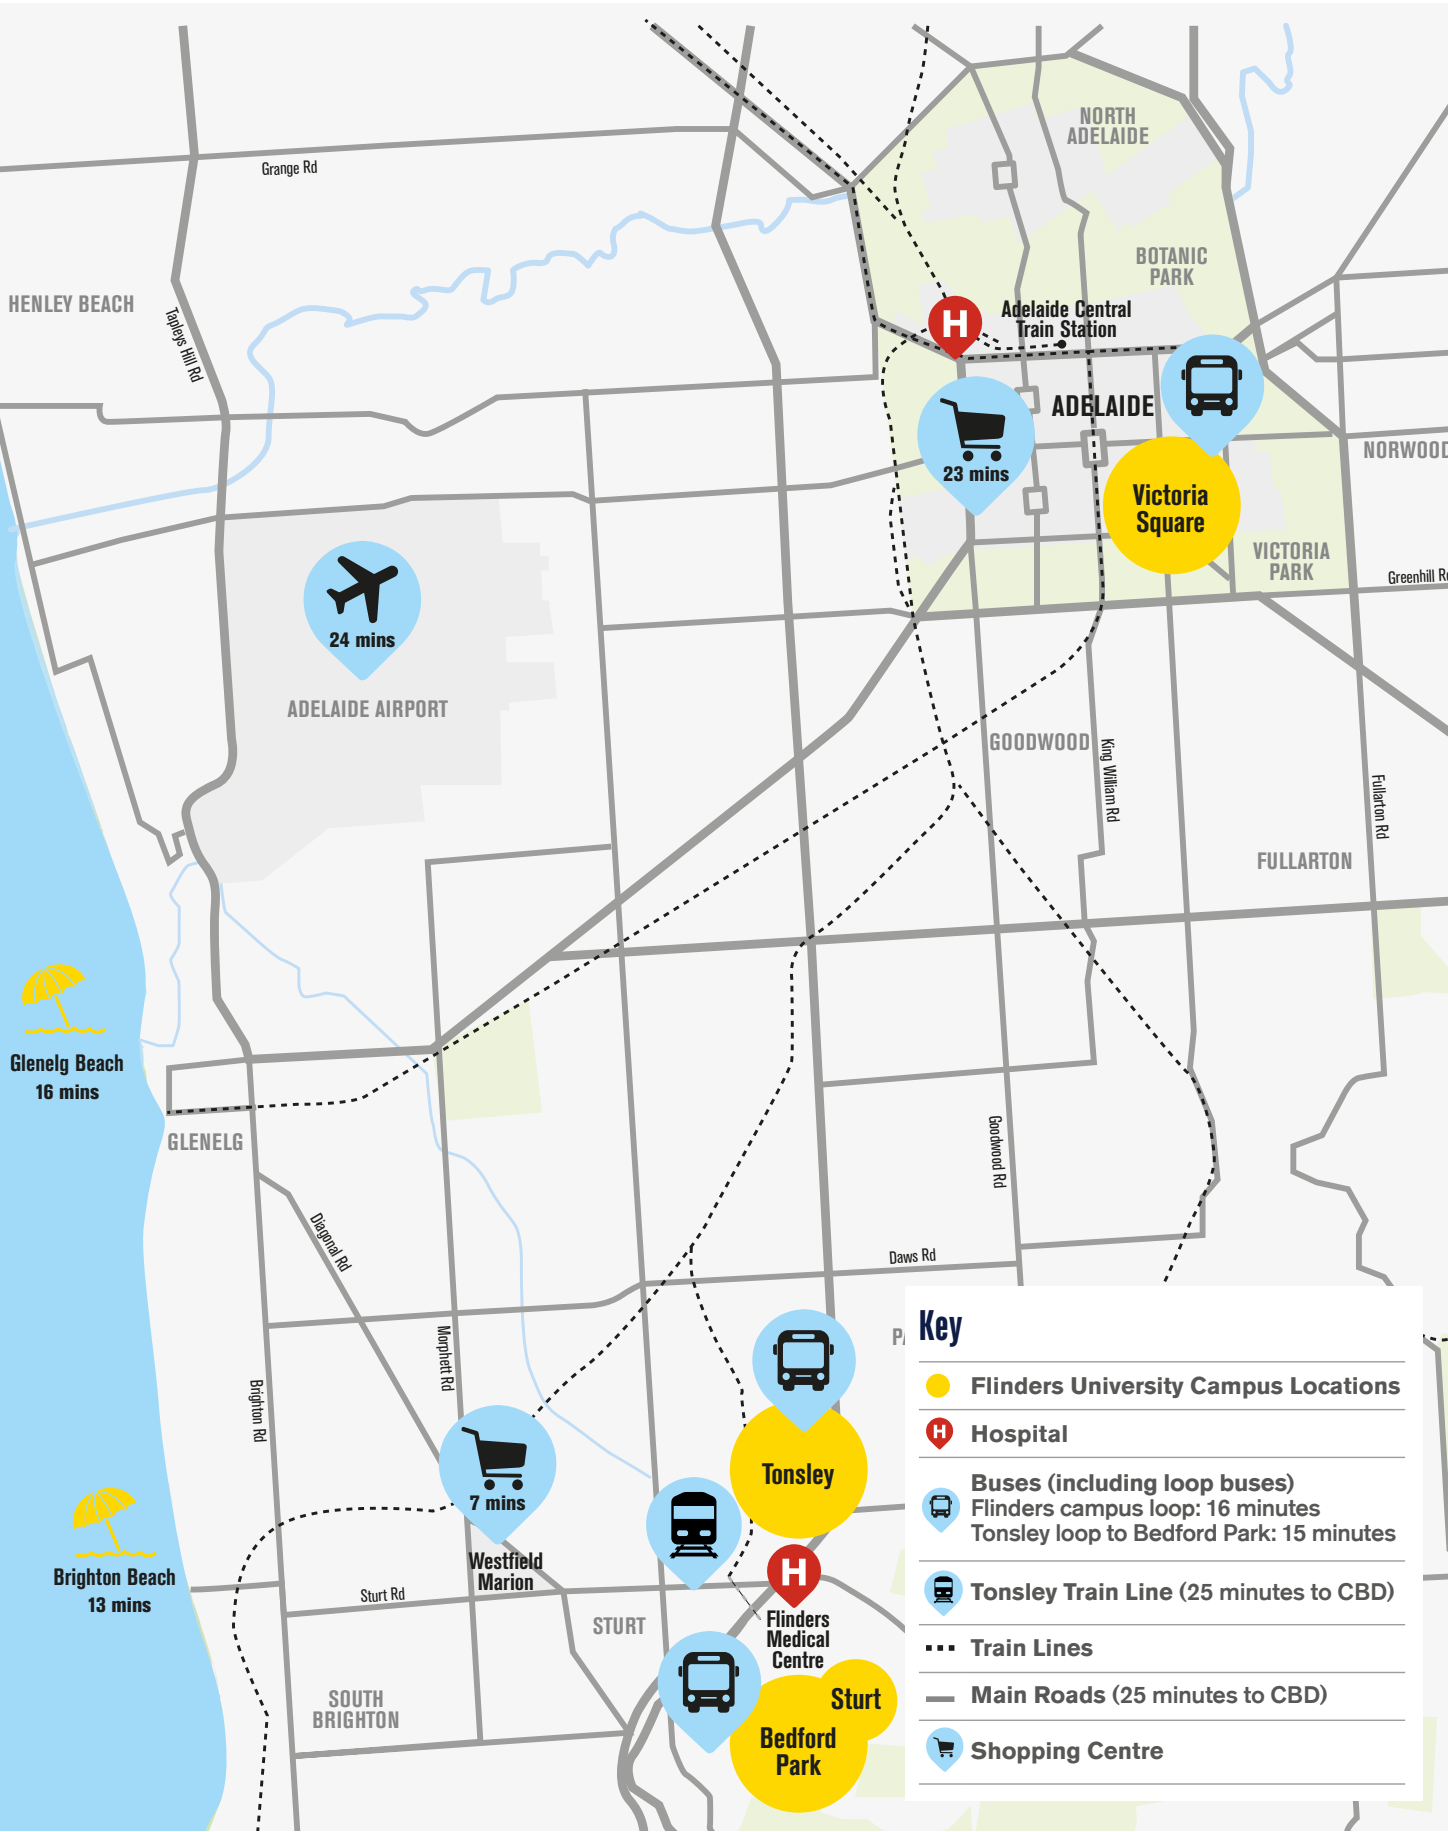 NORTH
ADELAIDE
Grange Rd
BOTANIC
PARK
HENLEY BEACH
Tapleys Hill Rd
H
Adelaide Central
Train Station
ADELAIDE
NORWOOD
23 mins
Victoria
Square
VICTORIA
PARK
Greenhill Rd
24 mins
ADELAIDE AIRPORT
GOODWOOD
King William Rd
Fullarton Rd
FULLARTON
Glenelg Beach
16 mins
GLENELG
Goodwood Rd
Diagonal Rd
Daws Rd
Morphett Rd
Brighton Rd
Tonsley
7 mins
Westfield
Marion
Brighton Beach
13 mins
Sturt Rd
STURT
H
Flinders
Medical
Centre
SOUTH
BRIGHTON
Sturt
Bedford
Park
Key
Flinders University Campus Locations
H
Hospital
Buses (including loop buses)
Flinders campus loop: 16 minutes
Tonsley loop to Bedford Park: 15 minutes
Tonsley Train Line (25 minutes to CBD)
Train Lines
Main Roads (25 minutes to CBD)
Shopping Centre